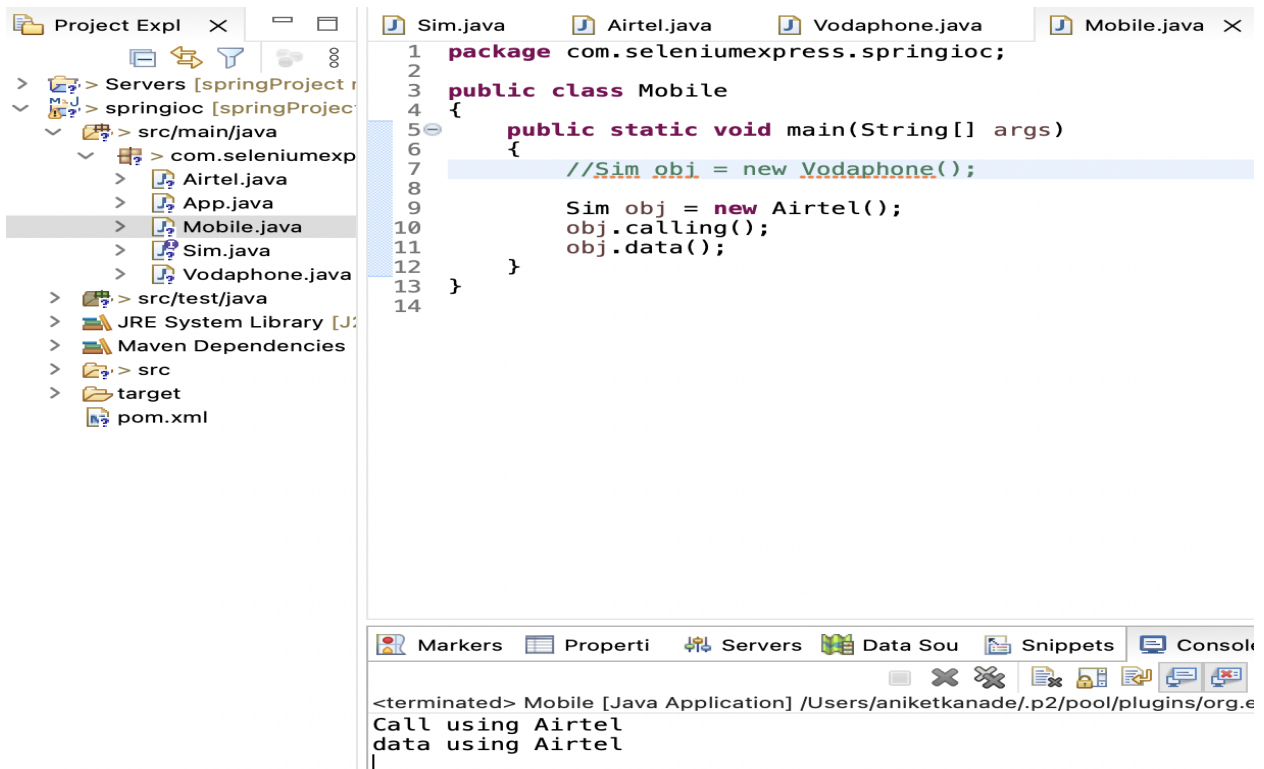 Project Expl
> Servers [springProject r
> springioc [springProject
> src/main/java
> com.seleniumexp
Airtel.java
App.java
Mobile.java
Sim.java
Vodaphone.java
> src/test/java
JRE System Library [J2
Maven Dependencies
> src
target
pom.xml
Sim.java Airtel.java Vodaphone.java Mobile.java
1 package com.seleniumexpress.springioc;
2
3 public class Mobile
4 {
5 public static void main(String[] args)
6 {
7 //Sim obj = new Vodaphone();
8
9 Sim obj = new Airtel();
10 obj.calling();
11 obj.data();
12 }
13 }
14
Markers Properti Servers Data Sou Snippets Console
<terminated> Mobile [Java Application] /Users/aniketkanade/.p2/pool/plugins/org.e
Call using Airtel
data using Airtel